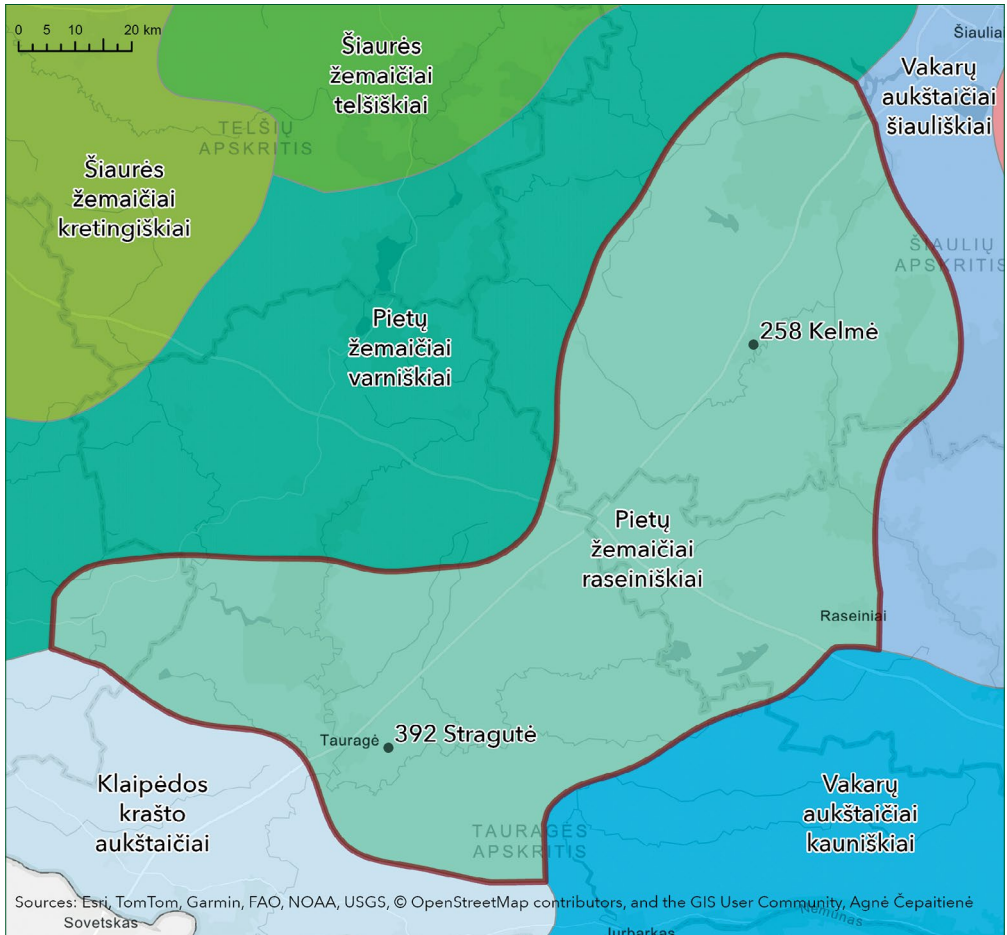 0 5 10 20 km
Šiaurės
žemaičiai
telšiškiai
Šiauliai
Vakarų
aukštaičiai
šiauliškiai
TELŠIŲ
APSKRITIS
Šiaurės
žemaičiai
kretingiškiai
ŠIAULIŲ
APSKRITIS
Pietų
žemaičiai
varniškiai
258 Kelmė
Pietų
žemaičiai
raseiniškiai
Raseiniai
Tauragė
392 Stragutė
Klaipėdos
krašto
aukštaičiai
Vakarų
aukštaičiai
kauniškiai
TAURAGĖS
APSKRITIS
Sources: Esri, TomTom, Garmin, FAO, NOAA, USGS, © OpenStreetMap contributors, and the GIS User Community, Agnė Čepaitienė
Nemunas
Sovetskas
Jurbarkas